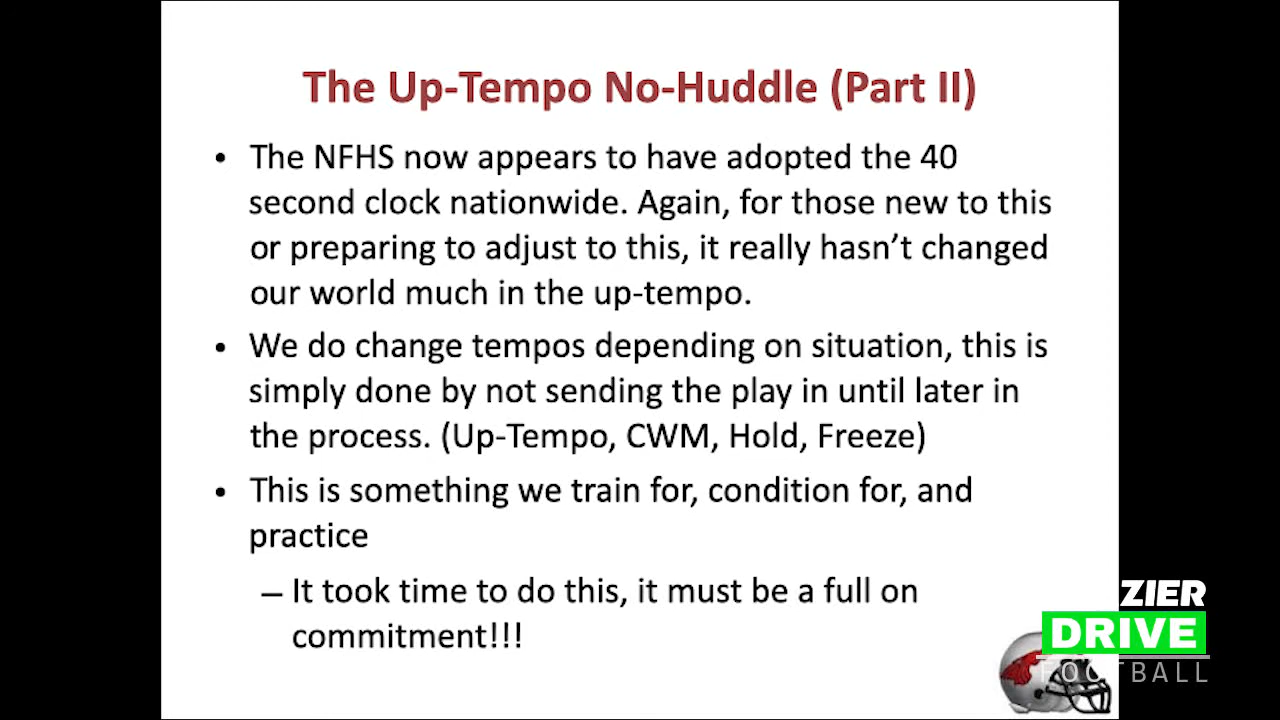 The Up-Tempo No-Huddle (Part II)
• The NFHS now appears to have adopted the 40
second clock nationwide. Again, for those new to this
or preparing to adjust to this, it really hasn't changed
our world much in the up-tempo.
• We do change tempos depending on situation, this is
simply done by not sending the play in until later in
the process. (Up-Tempo, CWM, Hold, Freeze)
• This is something we train for, condition for, and
practice
– It took time to do this, it must be a full on
commitment!!!
ZIER
DRIVE
FOOTBALL